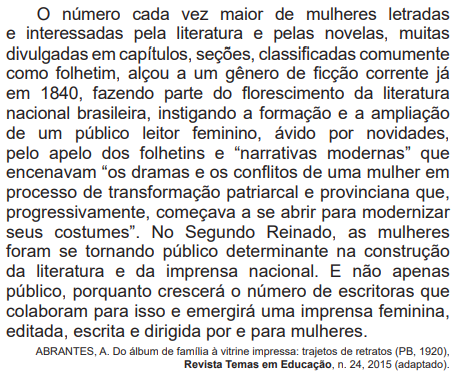 O número cada vez maior de mulheres letradas
e interessadas pela literatura e pelas novelas, muitas
divulgadas em capítulos, seções, classificadas comumente
como folhetim, alçou a um gênero de ficção corrente já
em 1840, fazendo parte do florescimento da literatura
nacional brasileira, instigando a formação e a ampliação
de um público leitor feminino, ávido por novidades,
pelo apelo dos folhetins e “narrativas modernas” que
encenavam “os dramas e os conflitos de uma mulher em
processo de transformação patriarcal e provinciana que,
progressivamente, começava a se abrir para modernizar
seus costumes”. No Segundo Reinado, as mulheres
foram se tornando público determinante na construção
da literatura e da imprensa nacional. E não apenas
público, porquanto crescerá o número de escritoras que
colaboram para isso e emergirá uma imprensa feminina,
editada, escrita e dirigida por e para mulheres.
ABRANTES, A. Do álbum de família à vitrine impressa: trajetos de retratos (PB, 1920),
Revista Temas em Educação, n. 24, 2015 (adaptado).